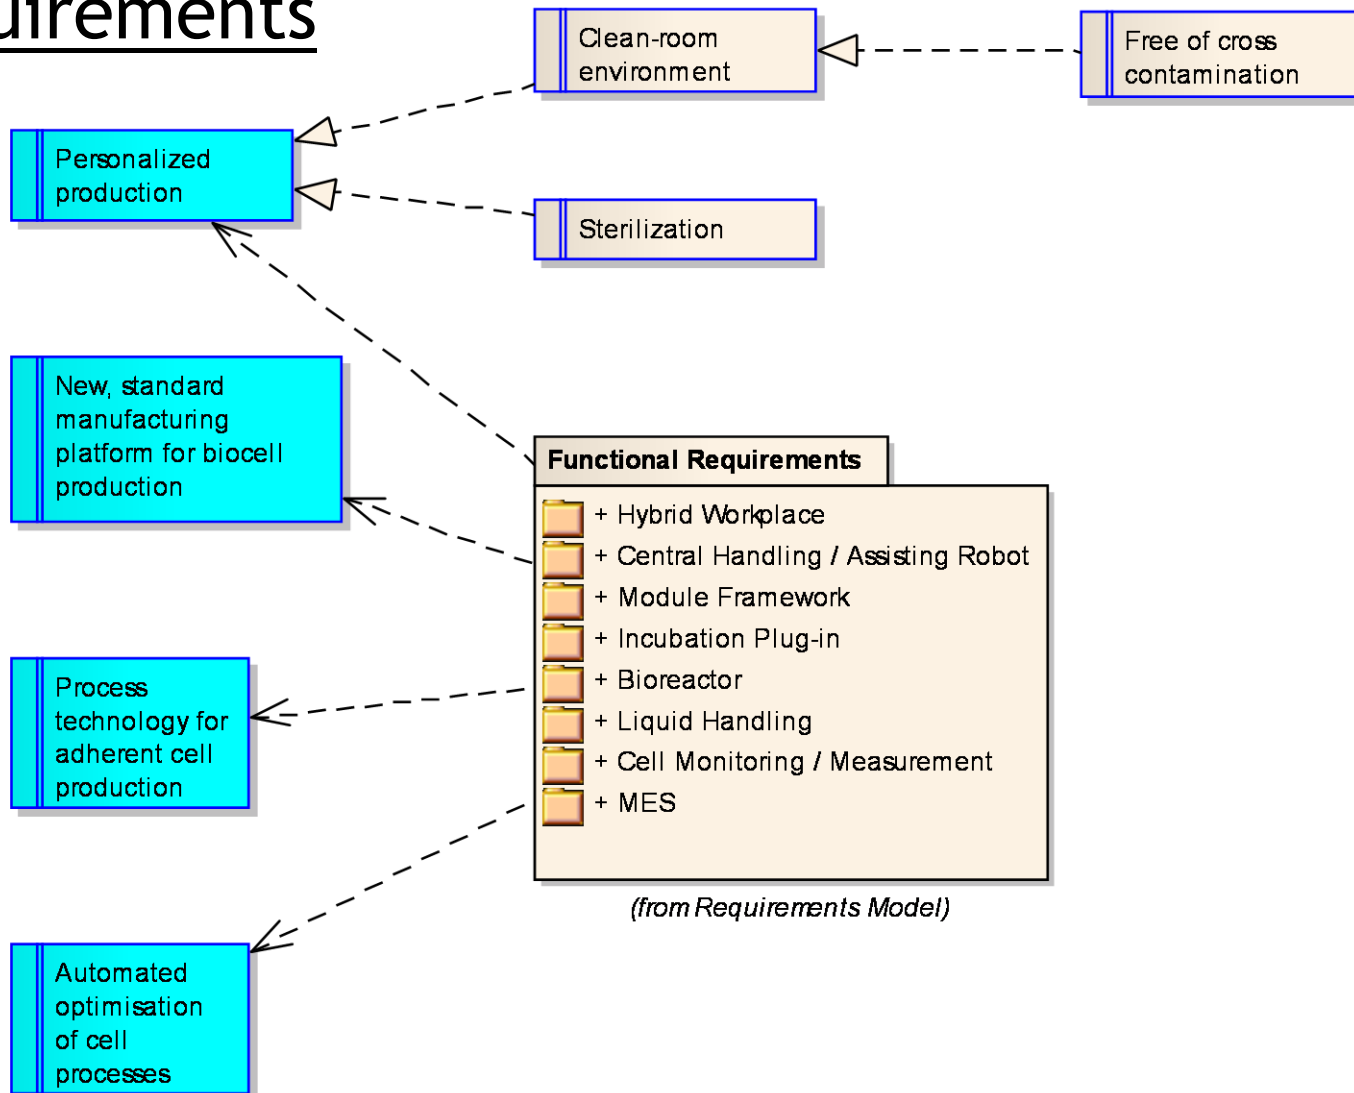 uirements
Clean-room
environment
Free of cross
contamination
Personalized
production
Sterilization
New, standard
manufacturing
platform for biocell
production
Functional Requirements
+ Hybrid Workplace
+ Central Handling / Assisting Robot
+ Module Framework
+ Incubation Plug-in
+ Bioreactor
+ Liquid Handling
+ Cell Monitoring / Measurement
+ MES
(from Requirements Model)
Process
technology for
adherent cell
production
Automated
optimisation
of cell
processes